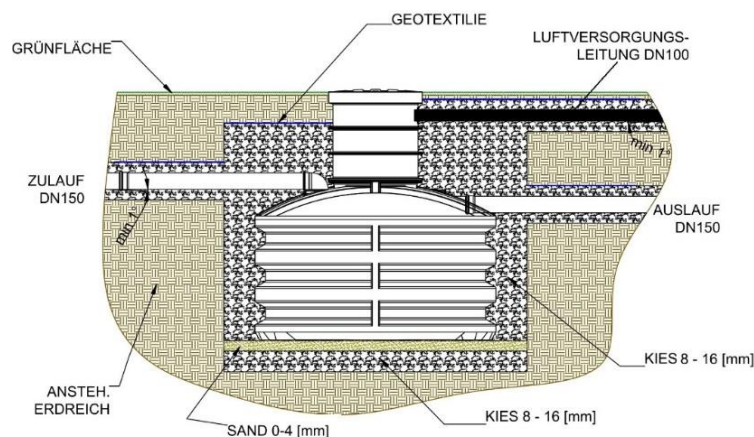 GEOTEXTILIE
LUFTVERSORGUNGS-
LEITUNG DN100
GRÜNFLÄCHE
min 1°
ZULAUF
DN150
AUSLAUF
DN150
min 1°
KIES 8 - 16 [mm]
ANSTEH.
ERDREICH
KIES 8 - 16 [mm]
SAND 0-4 [mm]